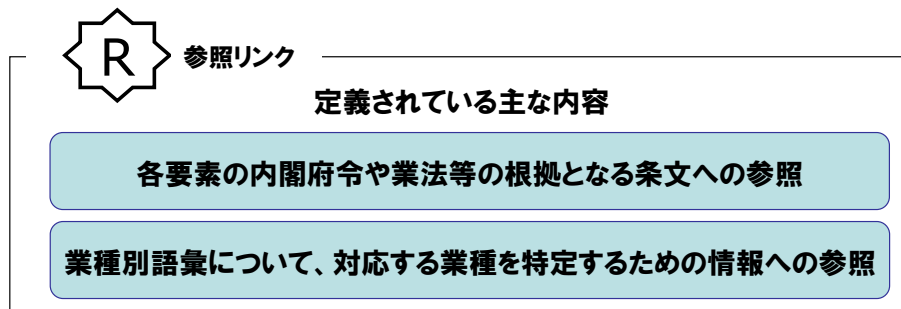 R 参照リンク
定義されている主な内容
各要素の内閣府令や業法等の根拠となる条文への参照
業種別語彙について、対応する業種を特定するための情報への参照